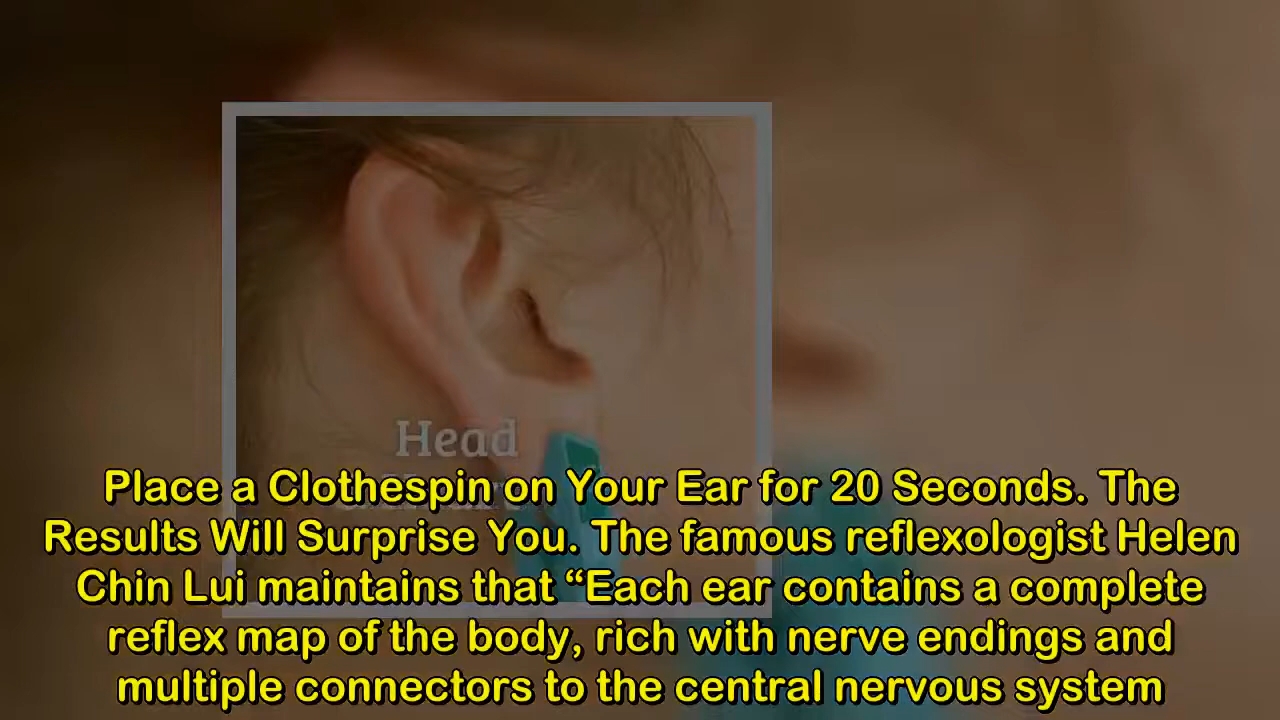 Head
Place a Clothespin on Your Ear for 20 Seconds. The
Results Will Surprise You. The famous reflexologist Helen
Chin Lui maintains that “Each ear contains a complete
reflex map of the body, rich with nerve endings and
multiple connectors to the central nervous system